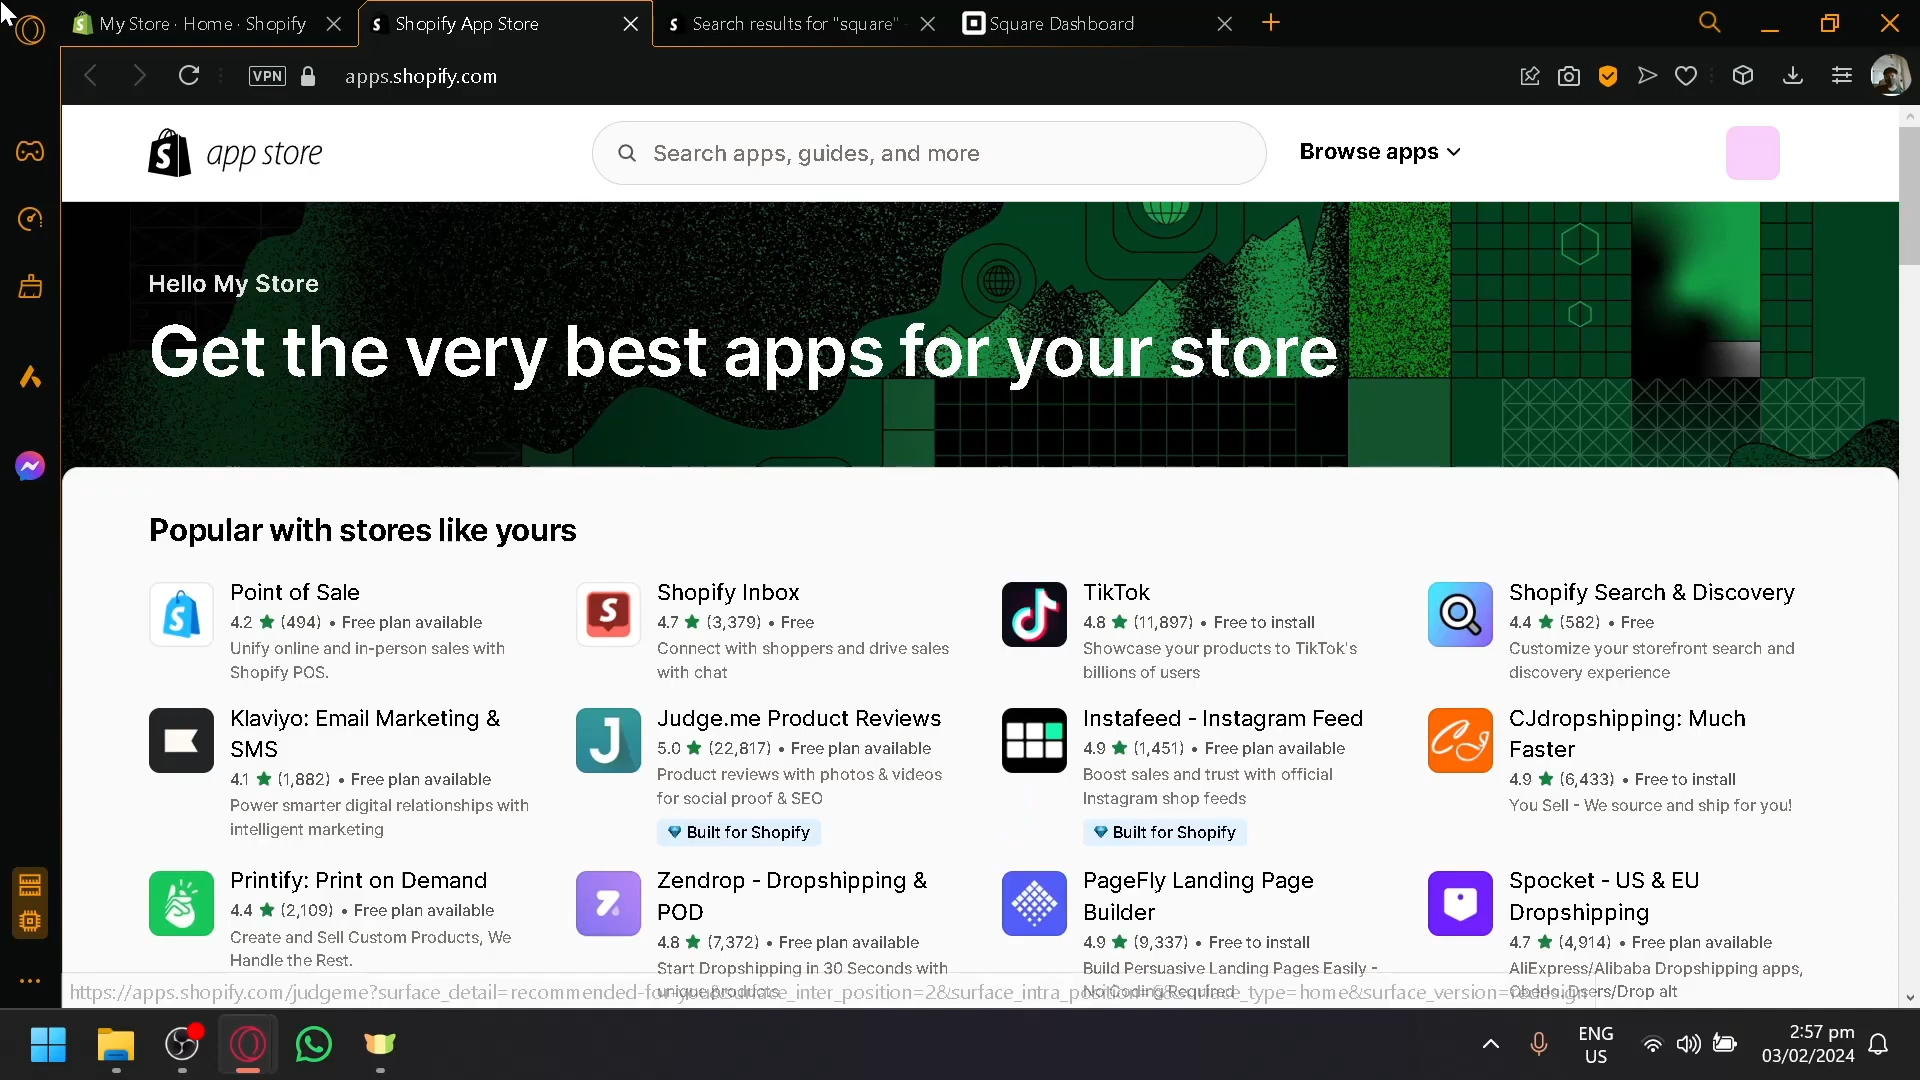 My Store · Home · Shopify
Shopify App Store
Search results for "square"
Square Dashboard
VPN
apps.shopify.com
app store
Search apps, guides, and more
Browse apps
Hello My Store
Get the very best apps for your store
Popular with stores like yours
Point of Sale
4.2 ★ (494) • Free plan available
Unify online and in-person sales with
Shopify POS.
Shopify Inbox
4.7 ★ (3,379) • Free
Connect with shoppers and drive sales
with chat
TikTok
4.8 ★ (11,897) • Free to install
Showcase your products to TikTok's
billions of users
Shopify Search & Discovery
4.4 ★ (582) • Free
Customize your storefront search and
discovery experience
Klaviyo: Email Marketing &
SMS
4.1 ★ (1,882) • Free plan available
Power smarter digital relationships with
intelligent marketing
Judge.me Product Reviews
5.0 ★ (22,817) • Free plan available
Product reviews with photos & videos
for social proof & SEO
Built for Shopify
Instafeed - Instagram Feed
4.9 ★ (1,451) • Free plan available
Boost sales and trust with official
Instagram shop feeds
Built for Shopify
CJdropshipping: Much
Faster
4.9 ★ (6,433) • Free to install
You Sell - We source and ship for you!
Printify: Print on Demand
4.4 ★ (2,109) • Free plan available
Create and Sell Custom Products, We
Handle the Rest.
Zendrop - Dropshipping &
POD
4.8 ★ (7,372) • Free plan available
Start Dropshipping in 30 Seconds with
unique products
PageFly Landing Page
Builder
4.9 ★ (9,337) • Free to install
Build Persuasive Landing Pages Easily -
No Coding Required
Spocket - US & EU
Dropshipping
4.7 ★ (4,914) • Free plan available
AliExpress/Alibaba Dropshipping apps,
ENG
US
2:57 pm
03/02/2024